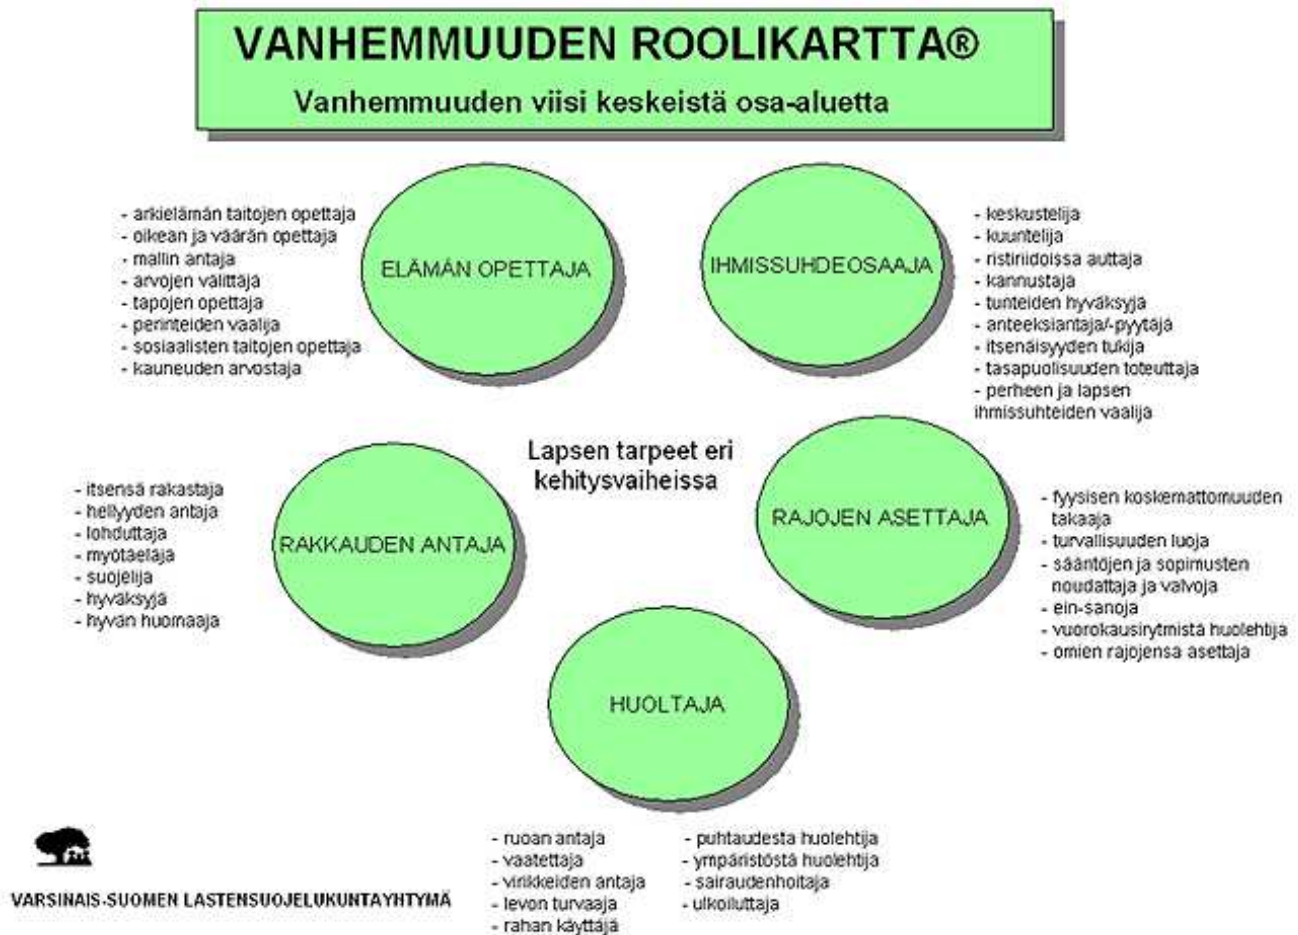 VANHEMMUUDEN ROOLIKARTTA®
Vanhemmuuden viisi keskeistä osa-aluetta
ELÄMÄN OPETTAJA
- arkielämän taitojen opettaja
- oikean ja väärän opettaja
- mallin antaja
- arvojen välittäjä
- tapojen opettaja
- perinteiden vaalija
- sosiaalisten taitojen opettaja
- kauneuden arvostaja
IHMISSUHDEOSAAJA
- keskustelija
- kuuntelija
- ristiriidoissa auttaja
- kannustaja
- tunteiden hyväksyjä
- anteeksiantaja/-pyytäjä
- itsenäisyyden tukija
- tasapuolisuuden toteuttaja
- perheen ja lapsen
ihmissuhteiden vaalija
Lapsen tarpeet eri
kehitysvaiheissa
RAKKAUDEN ANTAJA
- itsensä rakastaja
- hellyyden antaja
- lohduttaja
- myötäeläjä
- suojelija
- hyväksyjä
- hyvän huomaaja
RAJOJEN ASETTAJA
- fyysisen koskemattomuuden
takaaja
- turvallisuuden luoja
- sääntöjen ja sopimusten
noudattaja ja valvoja
- ein-sanoja
- vuorokausirytmistä huolehtija
- omien rajojensa asettaja
HUOLTAJA
- ruoan antaja
- vaatettaja
- virikkeiden antaja
- levon turvaaja
- rahan käyttäjä
- puhtaudesta huolehtija
- ympäristöstä huolehtija
- sairaudenhoitaja
- ulkoiluttaja
VARSINAIS-SUOMEN LASTENSUOJELUKUNTAYHTYMÄ